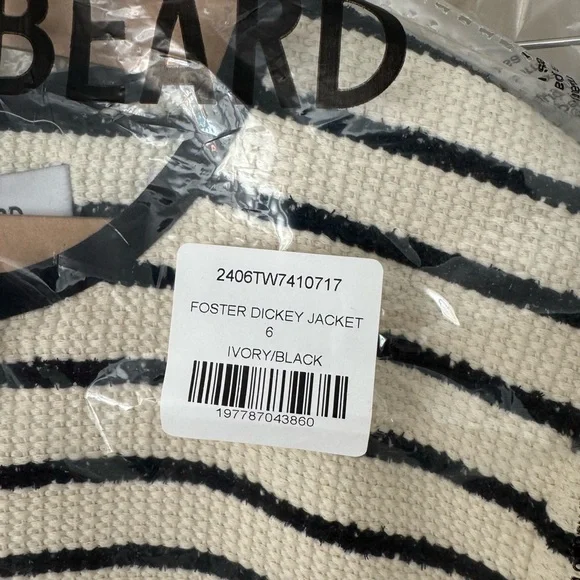 BEARD
2406TW7410717
FOSTER DICKEY JACKET
6
IVORY/BLACK
197787043860